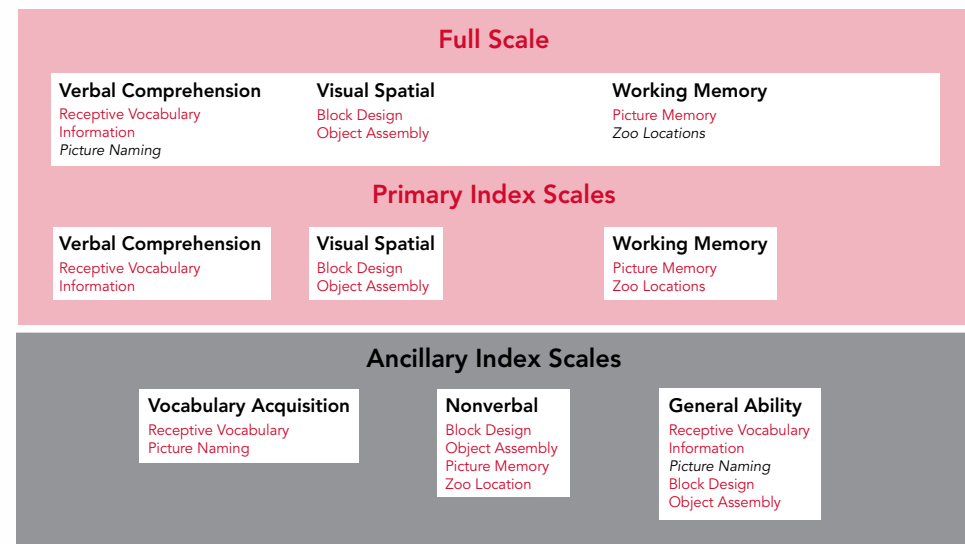 Full Scale
Verbal Comprehension
Receptive Vocabulary
Information
Picture Naming
Visual Spatial
Block Design
Object Assembly
Working Memory
Picture Memory
Zoo Locations
Primary Index Scales
Verbal Comprehension
Receptive Vocabulary
Information
Visual Spatial
Block Design
Object Assembly
Working Memory
Picture Memory
Zoo Locations
Ancillary Index Scales
Vocabulary Acquisition
Receptive Vocabulary
Picture Naming
Nonverbal
Block Design
Object Assembly
Picture Memory
Zoo Location
General Ability
Receptive Vocabulary
Information
Picture Naming
Block Design
Object Assembly